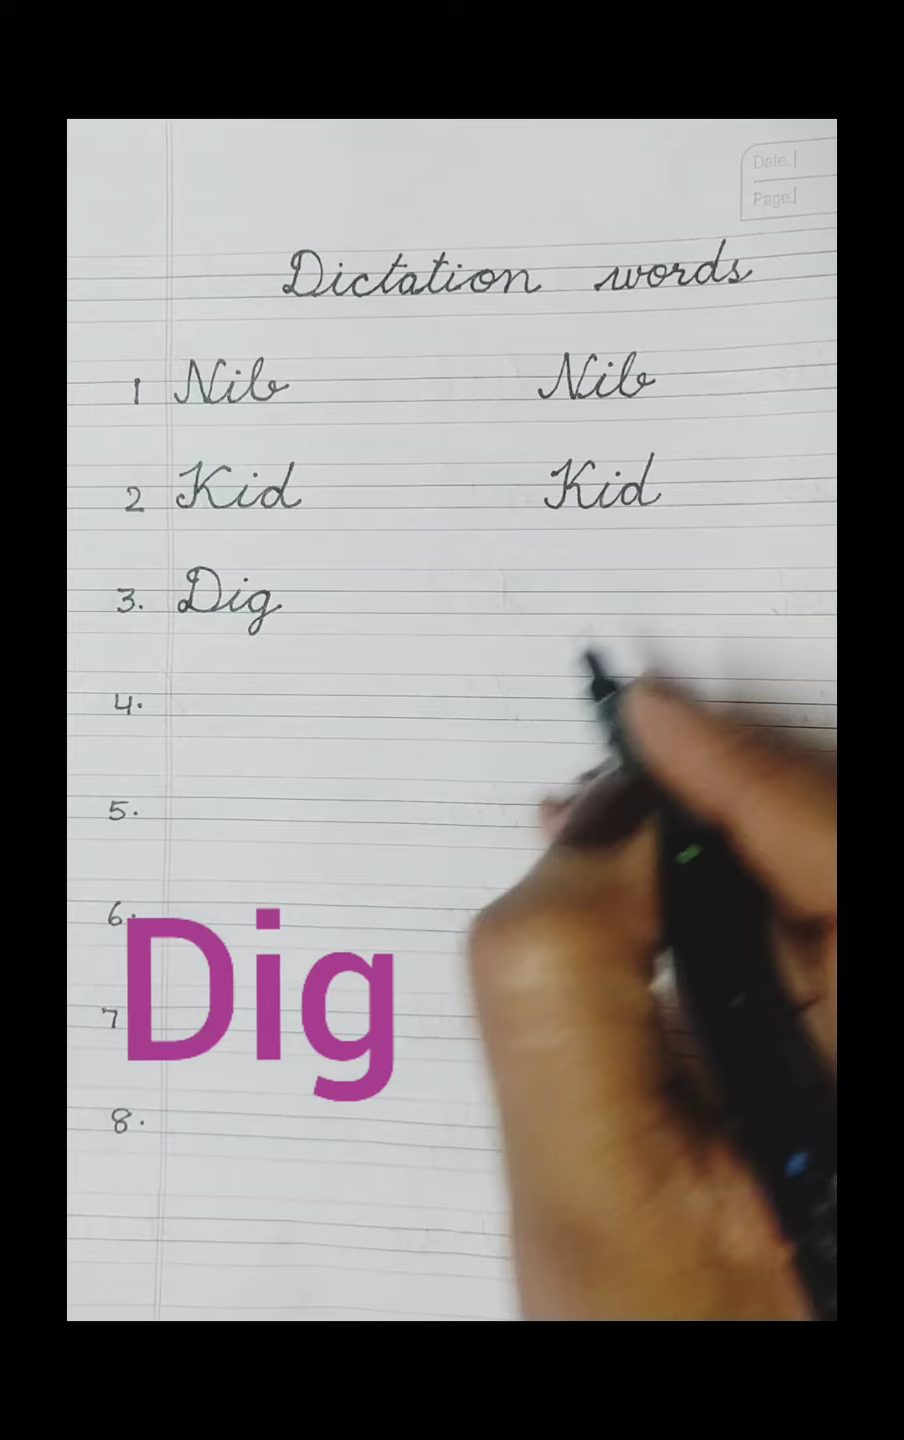 Date.
Page.
Dictation words
1 Nib Nib
2 Kid Kid
3. Dig
4.
5.
6.
7
8.
Dig